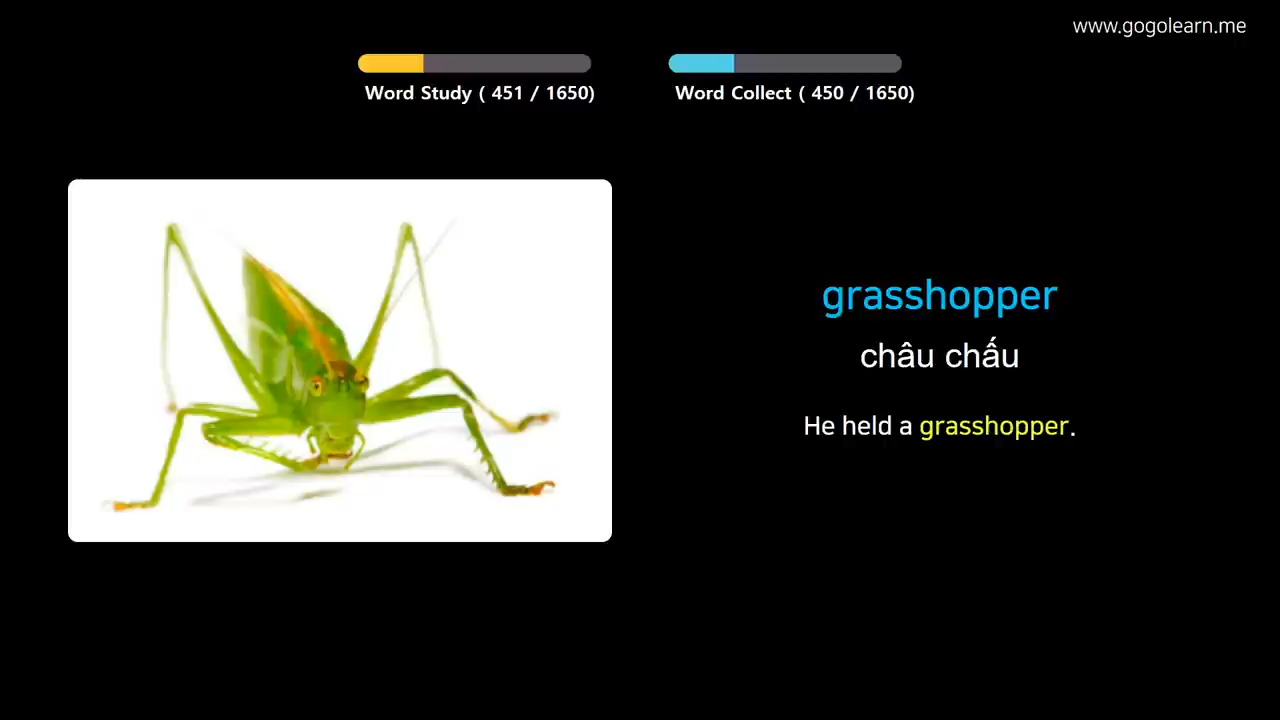 www.gogolearn.me
Word Study ( 451 / 1650)
Word Collect ( 450 / 1650)
grasshopper
châu chấu
He held a grasshopper.